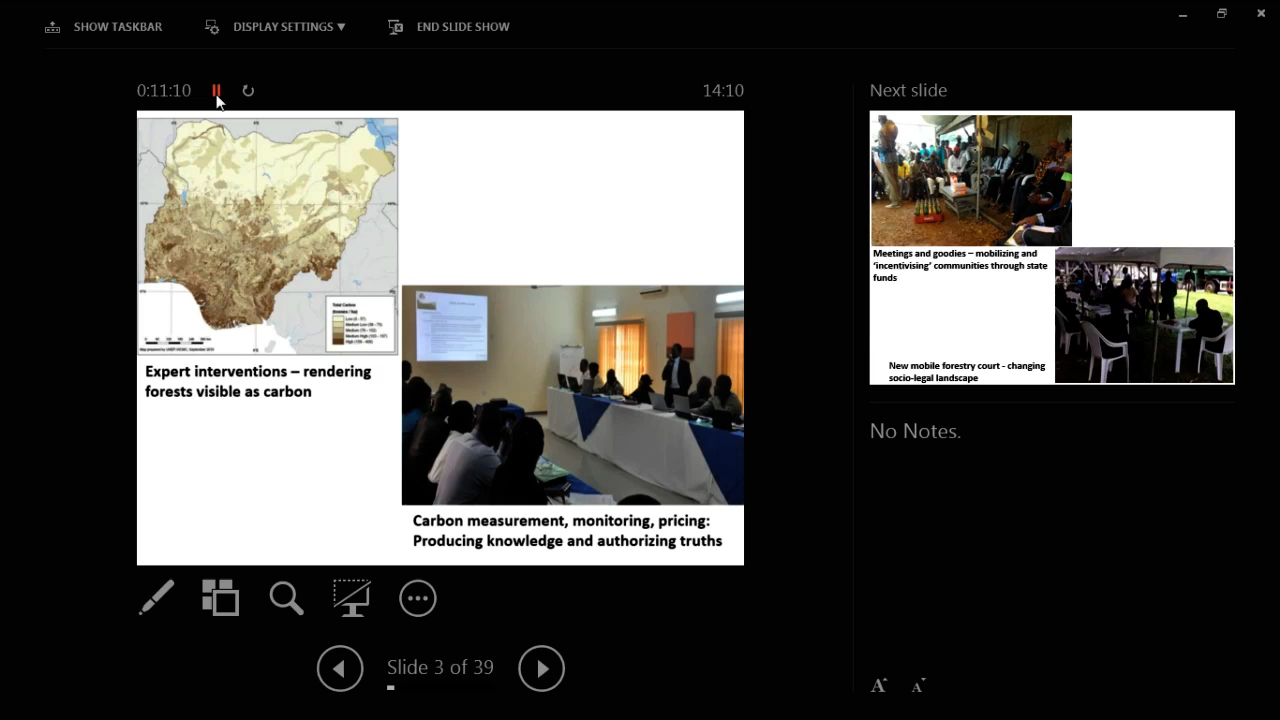 SHOW TASKBAR
DISPLAY SETTINGS ▼
END SLIDE SHOW
0:11:10
14:10
Total Carbon
Expert interventions – rendering
forests visible as carbon
Carbon measurement, monitoring, pricing:
Producing knowledge and authorizing truths
Slide 3 of 39
Next slide
Meetings and goodies – mobilizing and
‘incentivising’ communities through state
funds
New mobile forestry court - changing
socio-legal landscape
No Notes.
A
A